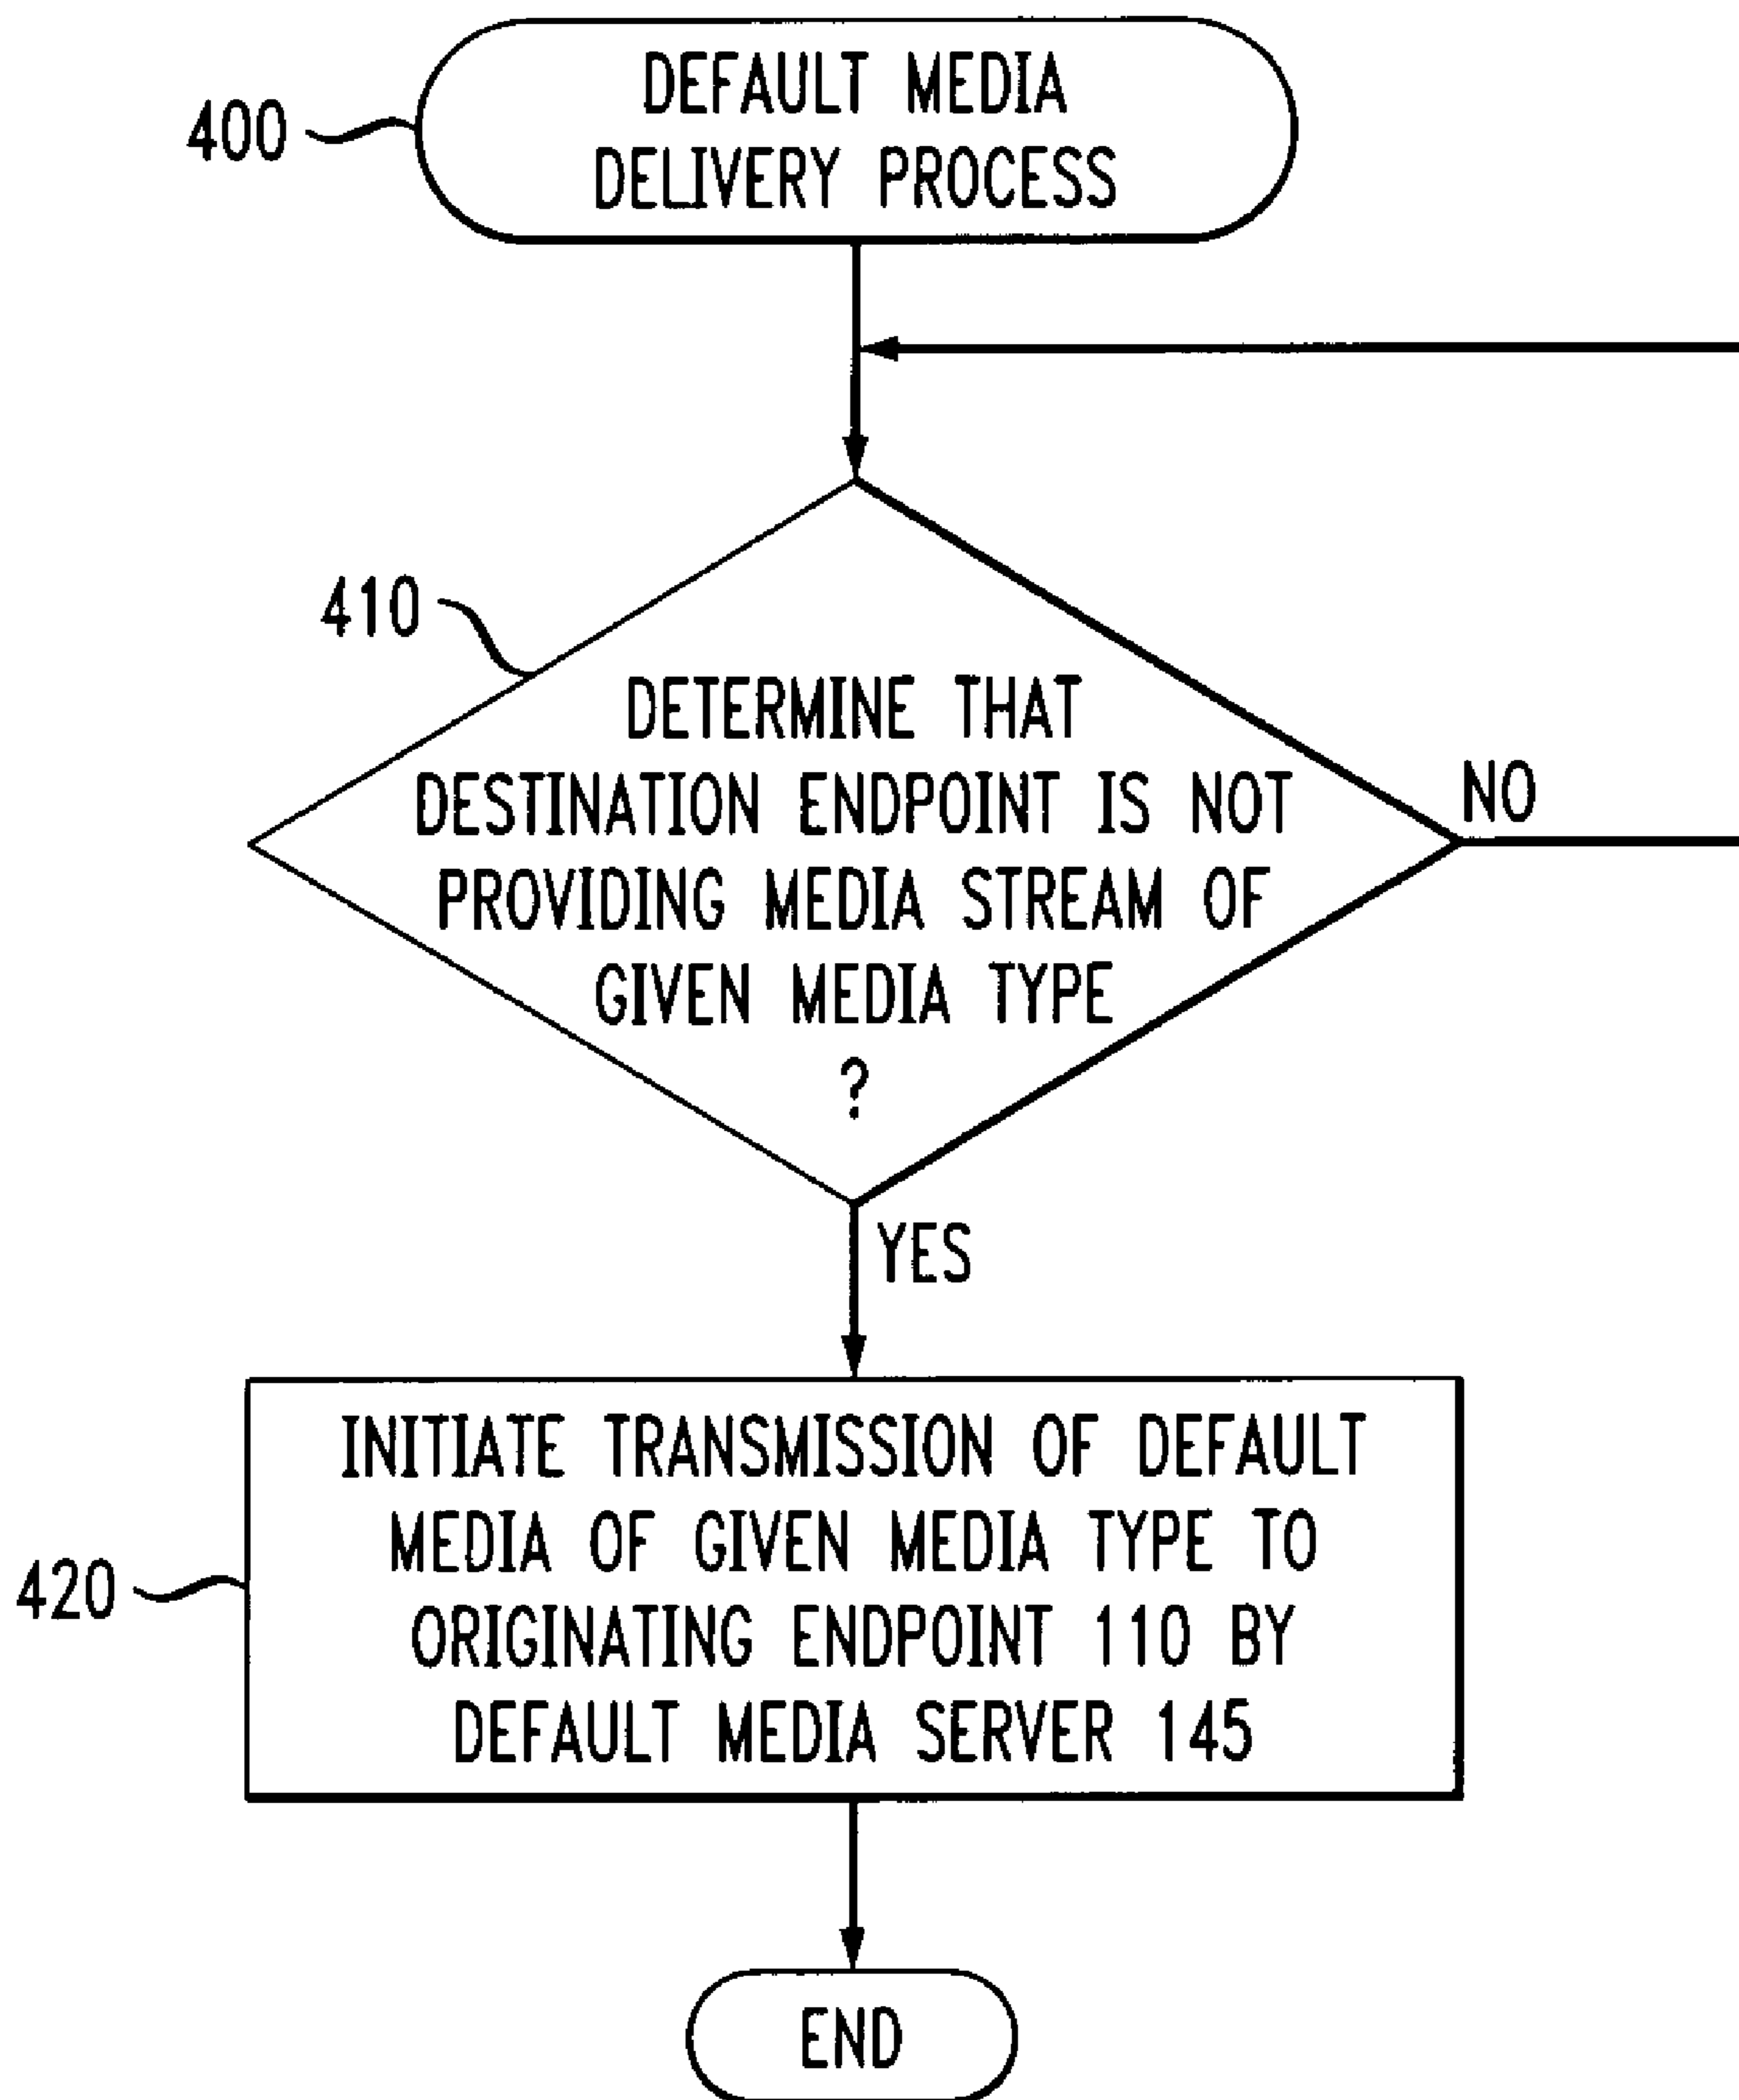 400
DEFAULT MEDIA
DELIVERY PROCESS
410
DETERMINE THAT
DESTINATION ENDPOINT IS NOT
PROVIDING MEDIA STREAM OF
GIVEN MEDIA TYPE
?
NO
YES
420
INITIATE TRANSMISSION OF DEFAULT
MEDIA OF GIVEN MEDIA TYPE TO
ORIGINATING ENDPOINT 110 BY
DEFAULT MEDIA SERVER 145
END